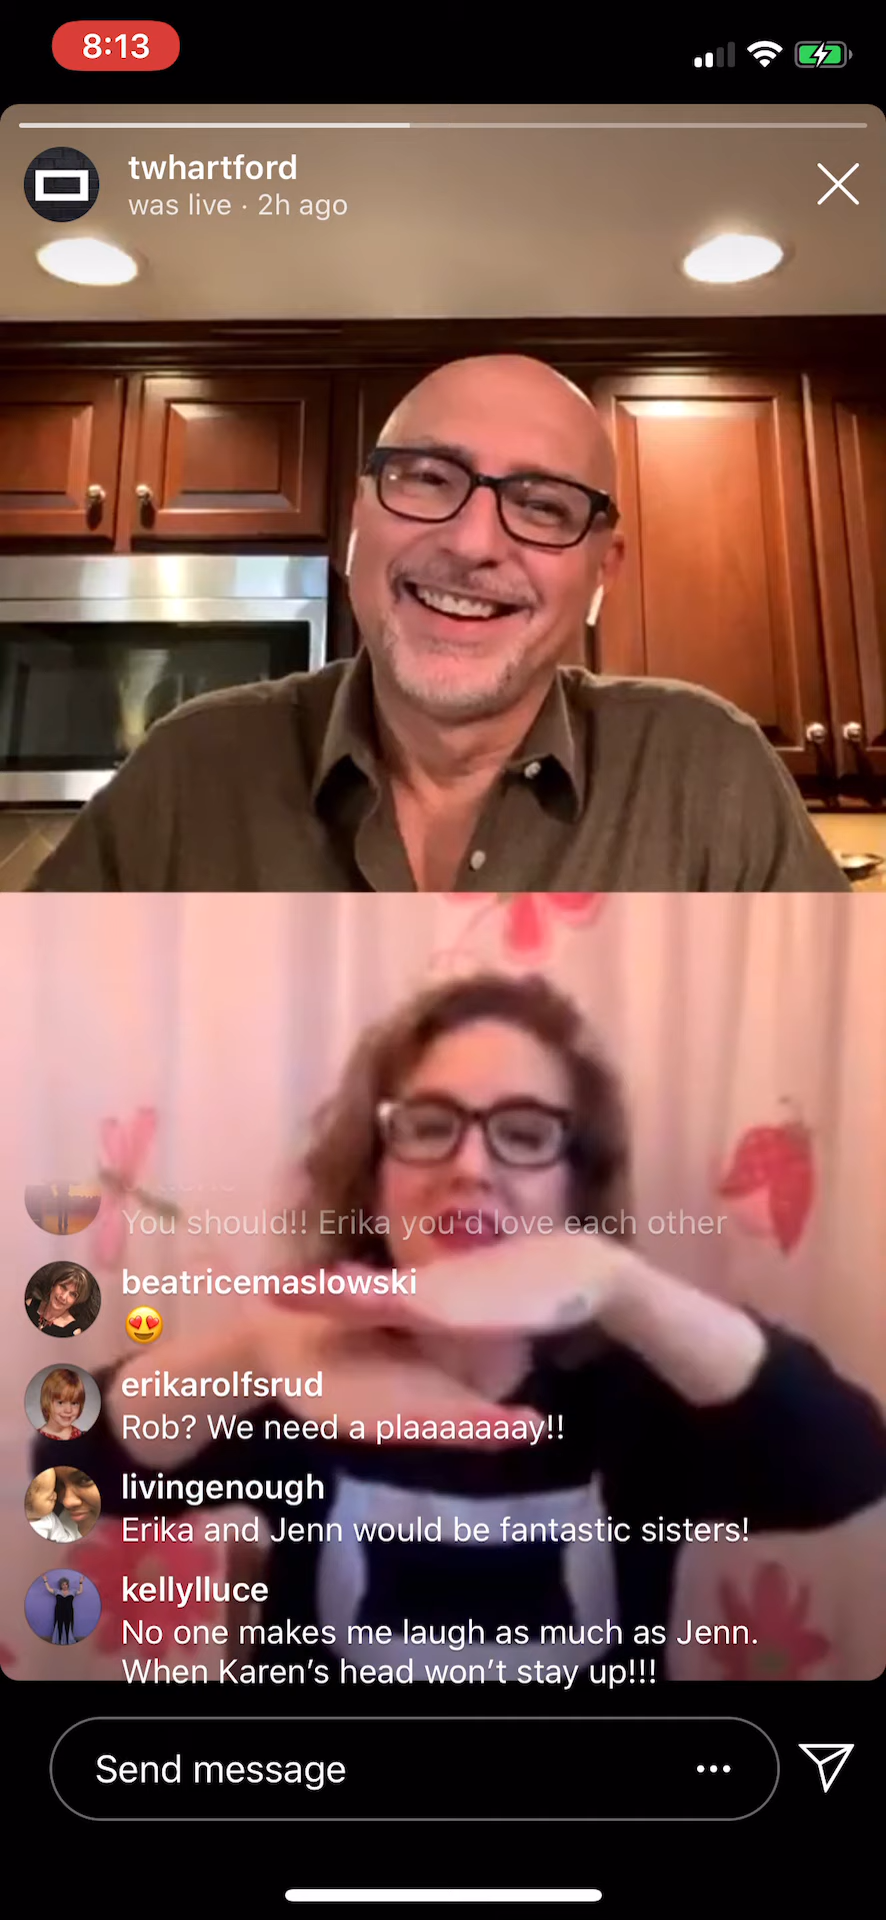 8:13
twhartford
was live · 2h ago
You should!! Erika you'd love each other
beatricemaslowski
😍
erikarolfsrud
Rob? We need a plaaaaaaay!!
livingenough
Erika and Jenn would be fantastic sisters!
kellylluce
No one makes me laugh as much as Jenn.
When Karen’s head won’t stay up!!!
Send message